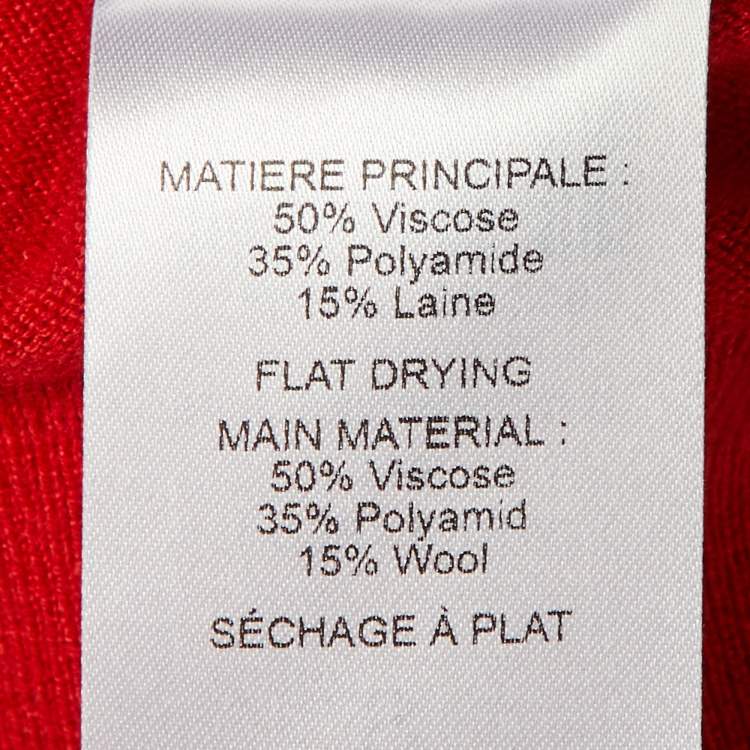 MATIERE PRINCIPALE :
50% Viscose
35% Polyamide
15% Laine
FLAT DRYING
MAIN MATERIAL :
50% Viscose
35% Polyamid
15% Wool
SÉCHAGE À PLAT